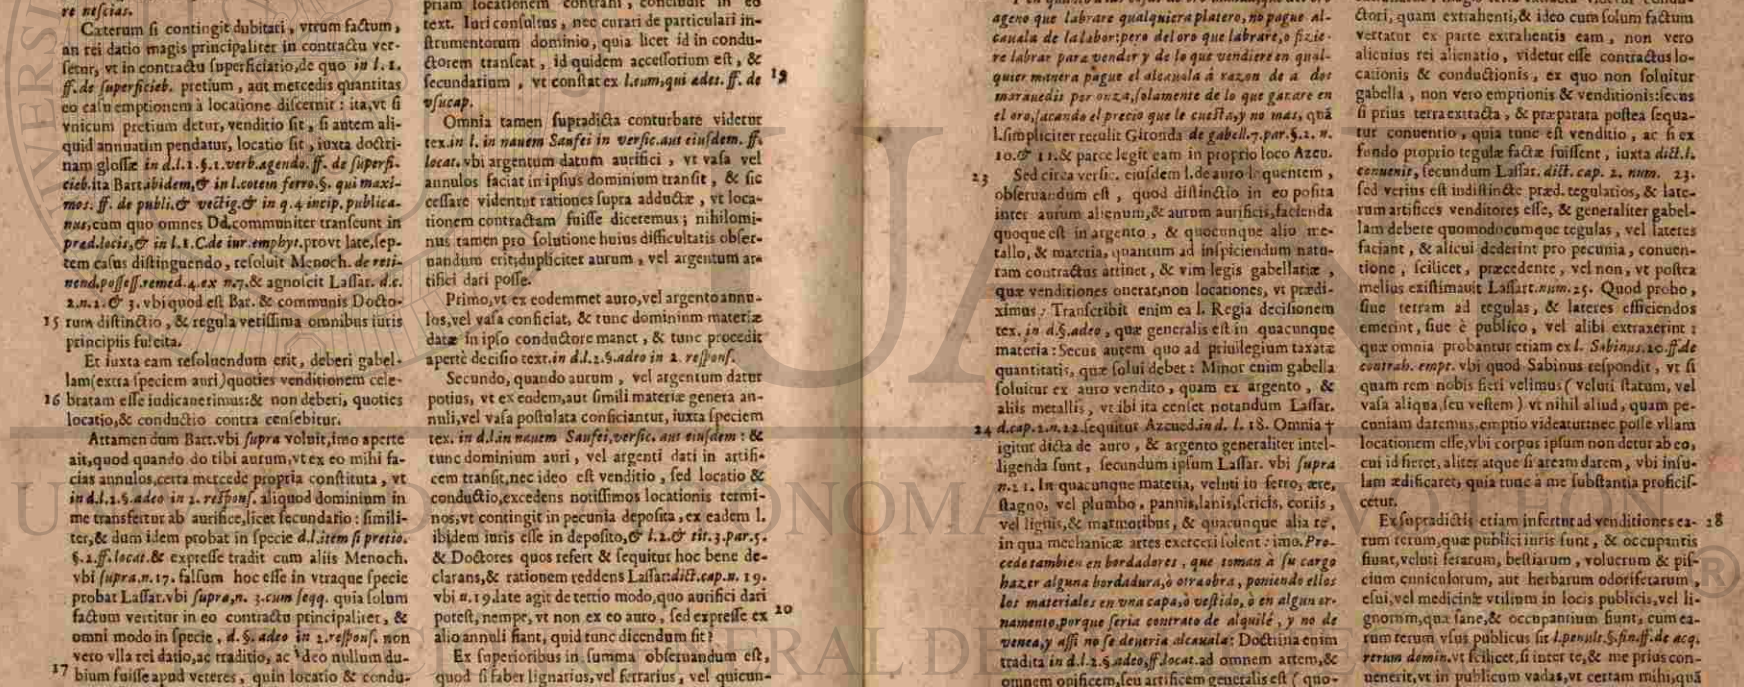 re nescias.
Cæterum si contingit dubitari, vtrum factum,
an rei datio magis principaliter in contractu ver-
setur, vt in contractu superficiario, de quo in l. 1.
ff. de superficieb. pretium, aut mercedis quantitas
eo casu emptionem à locatione discernit: ita, vt si
vnicum pretium detur, venditio sit, si autem ali-
quid annuatim pendatur, locatio sit, iuxta doctri-
nam glossæ in d.l.1.§.1.verb.agendo. ff. de superfi-
cieb. ita Bart. ibidem, & in l.cotem ferro.§. qui maxi-
mos. ff. de publi. & vectig. & in q.4 incip. publica-
nus, cum quo omnes Dd. communiter transeunt in
præd.locis, & in l.1.C.de iur.emphyt. prout late, sep-
tem casus distinguendo, resoluit Menoch. de reti-
nend.possess.remed.4.ex n.7. & agnoscit Lassar. d.c.
2.n.2. & 3. vbi quod est Bar. & communis Docto-
15 rum distinctio, & regula verissima omnibus iuris
principiis fulcita.
Et iuxta eam resoluendum erit, deberi gabel-
lam (extra speciem auri) quoties venditionem cele-
16 bratam esse iudicauerimus: & non deberi, quoties
locatio, & conductio contra censebitur.
Attamen dum Bart. vbi supra voluit, imo aperte
ait, quod quando do tibi aurum, vt ex eo mihi fa-
cias annulos, certa mercede propria constituta, vt
in d.l.2.§.adeo in 2. respons. aliquod dominium in
me transfertur ab aurifice, licet secundario: simili-
ter, & dum idem probat in specie d.l.item si pretio.
§.1.ff.locat. & expresse tradit cum aliis Menoch.
vbi supra.n.17. falsum hoc esse in vtraque specie
probat Lassar. vbi supra, n. 3.cum seqq. quia solum
factum vertitur in eo contractu principaliter, &
omni modo in specie, d. §. adeo in 2.respons. non
vero vlla rei datio, ac traditio, ac ideo nullum du-
17 bium fuisse apud veteres, quin locatio & condu-
priam locationem contrahi, concludit in eo
text. Iuriconsultus, nec curari de particulari in-
strumentorum dominio, quia licet id in condu-
ctorem transeat, id quidem accessorium est, &
secundarium, vt constat ex l.eum, qui ædes. ff. de 19
vsucap.
Omnia tamen supradicta conturbare videtur
tex.in l. in nauem Saufei in versic.aut eiusdem. ff.
locat. vbi argentum datum aurifici, vt vasa vel
annulos faciat in ipsius dominium transit, & sic
cessare videntur rationes supra adductæ, vt loca-
tionem contractam fuisse diceremus; nihilomi-
nus tamen pro solutione huius difficultatis obser-
uandum erit; dupliciter aurum, vel argentum ar-
tifici dari posse.
Primo, vt ex eodemmet auro, vel argento annu-
los, vel vasa conficiat, & tunc dominium materiæ
datæ in ipso conductore manet, & tunc procedit
apertè decisio text.in d.l.2.§.adeo in 2. respons.
Secundo, quando aurum, vel argentum datur
potius, vt ex eodem, aut simili materiæ genera an-
nuli, vel vasa postulata conficiantur, iuxta speciem
tex. in d.l.in nauem Saufei, versic. aut eiusdem: &
tunc dominium auri, vel argenti dati in artifi-
cem transit, nec ideo est venditio, sed locatio &
conductio, excedens notissimos locationis termi-
nos, vt contingit in pecunia deposita, ex eadem l.
ibidem iuris esse in deposito, & l.2.& tit.3.par.5.
& Doctores quos refert & sequitur hoc bene de-
clarans, & rationem reddens Lassar. dict.cap.n. 19.
vbi n.19.late agit de tertio modo, quo aurifici dari
potest, nempe, vt non ex eo auro, sed expresse ex 20
alio annuli fiant, quid tunc dicendum sit?
Ex superioribus in summa obseruandum est,
quod si faber lignarius, vel ferrarius, vel quicun-
ageno que labrare qualquiera platero, no pague al-
cauala de la labor: pero del oro que labrare, o fizie-
re labrar para vender y de lo que vendiere en qual-
quier manera pague el alcauala à razon de a dos
marauedis por onza, solamente de lo que ganare en
el oro, sacando el precio que le cuesta, y no mas, quā
l.simpliciter retulit Gironda de gabell.7.par.§.2. n.
10.& 11.& parce legit eam in proprio loco Azeu.
23 Sed circa versic. eiusdem l.de auro loquentem,
obseruandum est, quod distinctio in eo posita
inter aurum alienum, & aurum aurificis, facienda
quoque est in argento, & quocunque alio me-
tallo, & materia, quantum ad inspiciendum natu-
ram contractus attinet, & vim legis gabellariæ,
quæ venditiones onerat, non locationes, vt prædi-
ximus: Transcribit enim ea l. Regia decisionem
tex. in d.§.adeo, quæ generalis est in quacunque
materia: Secus autem quo ad priuilegium taxatæ
quantitatis, quæ solui debet: Minor enim gabella
soluitur ex auro vendito, quam ex argento, &
aliis metallis, vt ibi ita censet notandum Lassar.
24 d.cap.2.n.22.sequitur Azeued.in d. l. 18. Omnia †
igitur dicta de auro, & argento generaliter intel-
ligenda sunt, secundum ipsum Lassar. vbi supra
n.21. In quacunque materia, veluti in ferro, ære,
stagno, vel plumbo, pannis, lanis, sericis, coriis,
vel lignis, & marmoribus, & quacunque alia re,
in qua mechanicæ artes exerceri solent: imo. Pro-
cede tambien en bordadores, que toman à su cargo
hazer alguna bordadura, ò otra obra, poniendo ellos
los materiales en vna capa, ò vestido, ò en algun or-
namento, porque seria contrato de alquilé, y no de
venea, y assi no se deueria alcauala: Doctrina enim
tradita in d.l.2.§.adeo, ff.locat. ad omnem artem, &
omnem opificem, seu artificem generalis est (quo-
ctori, quam extrahenti, & ideo cum solum factum
vertatur ex parte extrahentis eam, non vero
alicuius rei alienatio, videtur esse contractus lo-
cationis & conductionis, ex quo non soluitur
gabella, non vero emptionis & venditionis: secus
si prius terra extracta, & præparata postea sequa-
tur conuentio, quia tunc est venditio, ac si ex
fundo proprio tegulæ factæ fuissent, iuxta dict.l.
conuenit, secundum Lassar. dict. cap. 2. num. 23.
sed verius est indistincte præd. tegularios, & late-
rum artifices venditores esse, & generaliter gabel-
lam debere quomodocumque tegulas, vel lateres
faciant, & alicui dederint pro pecunia, conuen-
tione, scilicet, præcedente, vel non, vt postea
melius existimauit Lassart.num.25. Quod probo,
siue terram ad tegulas, & lateres efficiendos
emerint, siue è publico, vel alibi extraxerint:
quæ omnia probantur etiam ex l. Sabinus.20.ff.de
contrah. empt. vbi quod Sabinus respondit, vt si
quam rem nobis fieri velimus (veluti statum, vel
vasa aliqua, seu vestem) vt nihil aliud, quam pe-
cuniam daremus, emptio videatur: nec posse vllam
locationem esse, vbi corpus ipsum non detur ab eo,
cui id fieret, aliter atque si aream darem, vbi insu-
lam ædificaret, quia tunc à me substantia proficis-
cetur.
Ex supradictis etiam infertur ad venditiones ea- 28
rum rerum, quæ publici iuris sunt, & occupantis
fiunt, veluti ferarum, bestiarum, volucrum & pis-
cium cuniculorum, aut herbarum odoriferarum,
esui, vel medicinæ vtilium in locis publicis, vel li-
gnorum, quæ sane, & occupantium fiunt, cum ea-
rum rerum vsus publicus sit l.penult.§.fin.ff.de acq.
rerum domin. vt scilicet, si inter te, & me prius con-
uenerit, vt in publicum vadas, vt certam mihi, quā